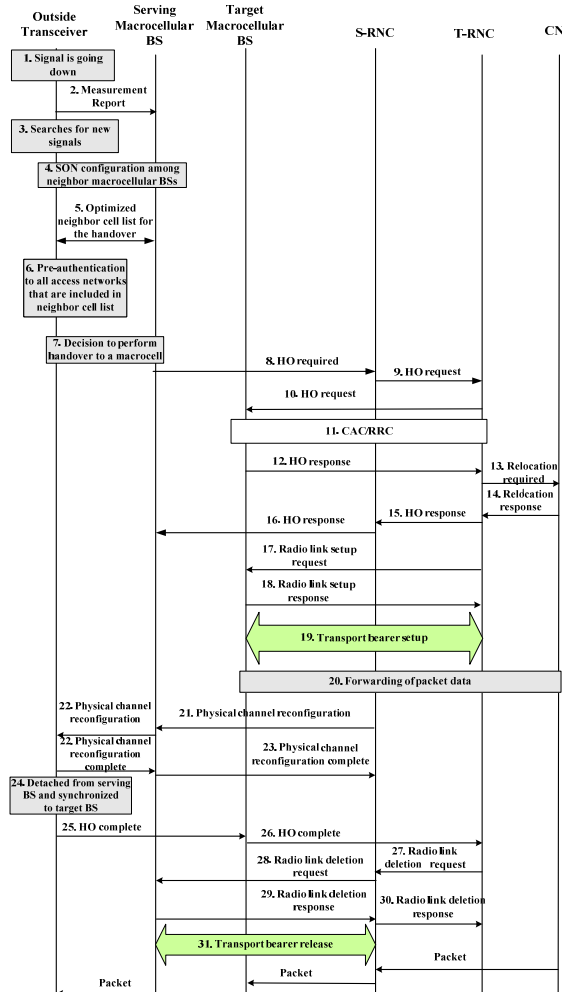 Outside
Transceiver
Serving
Macrocellular
BS
Target
Macrocellular
BS
S-RNC
T-RNC
CN
1. Signal is going
down
2. Measurement
Report
3. Searches for new
signals
4. SON configuration among
neighbor macrocellular BSs
5. Optimized
neighbor cell list for
the handover
6. Pre-authentication
to all access networks
that are included in
neighbor cell list
7. Decision to perform
handover to a macrocell
8. HO required
9. HO request
10. HO request
11. CAC/RRC
12. HO response
13. Relocation
required
14. Relocation
response
15. HO response
16. HO response
17. Radio link setup
request
18. Radio link setup
response
19. Transport bearer setup
20. Forwarding of packet data
22. Physical channel
reconfiguration
21. Physical channel reconfiguration
22. Physical channel
reconfiguration
complete
23. Physical channel
reconfiguration complete
24. Detached from serving
BS and synchronized
to target BS
25. HO complete
26. HO complete
27. Radio link
deletion request
28. Radio link deletion
request
29. Radio link deletion
response
30. Radio link deletion
response
31. Transport bearer release
Packet
Packet
Packet